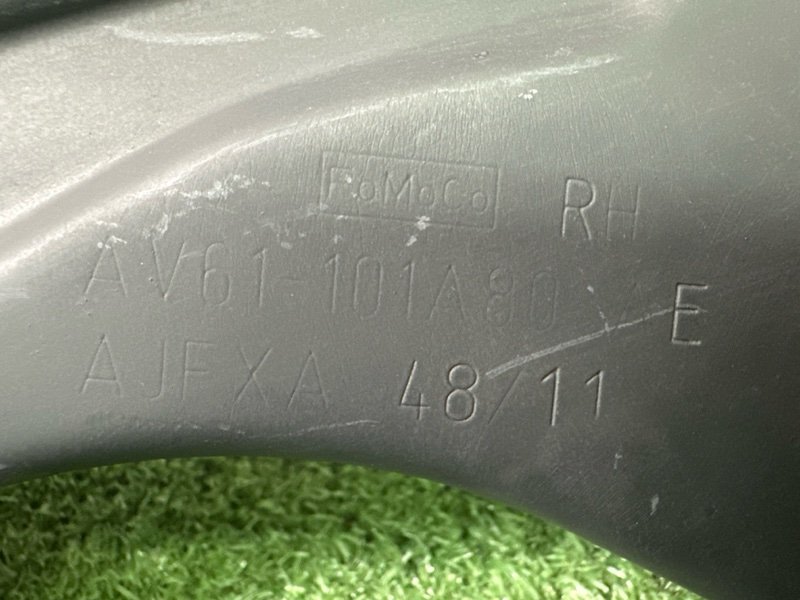 FoMoCo RH
AV61-101A80 E
AJFXA 48/11